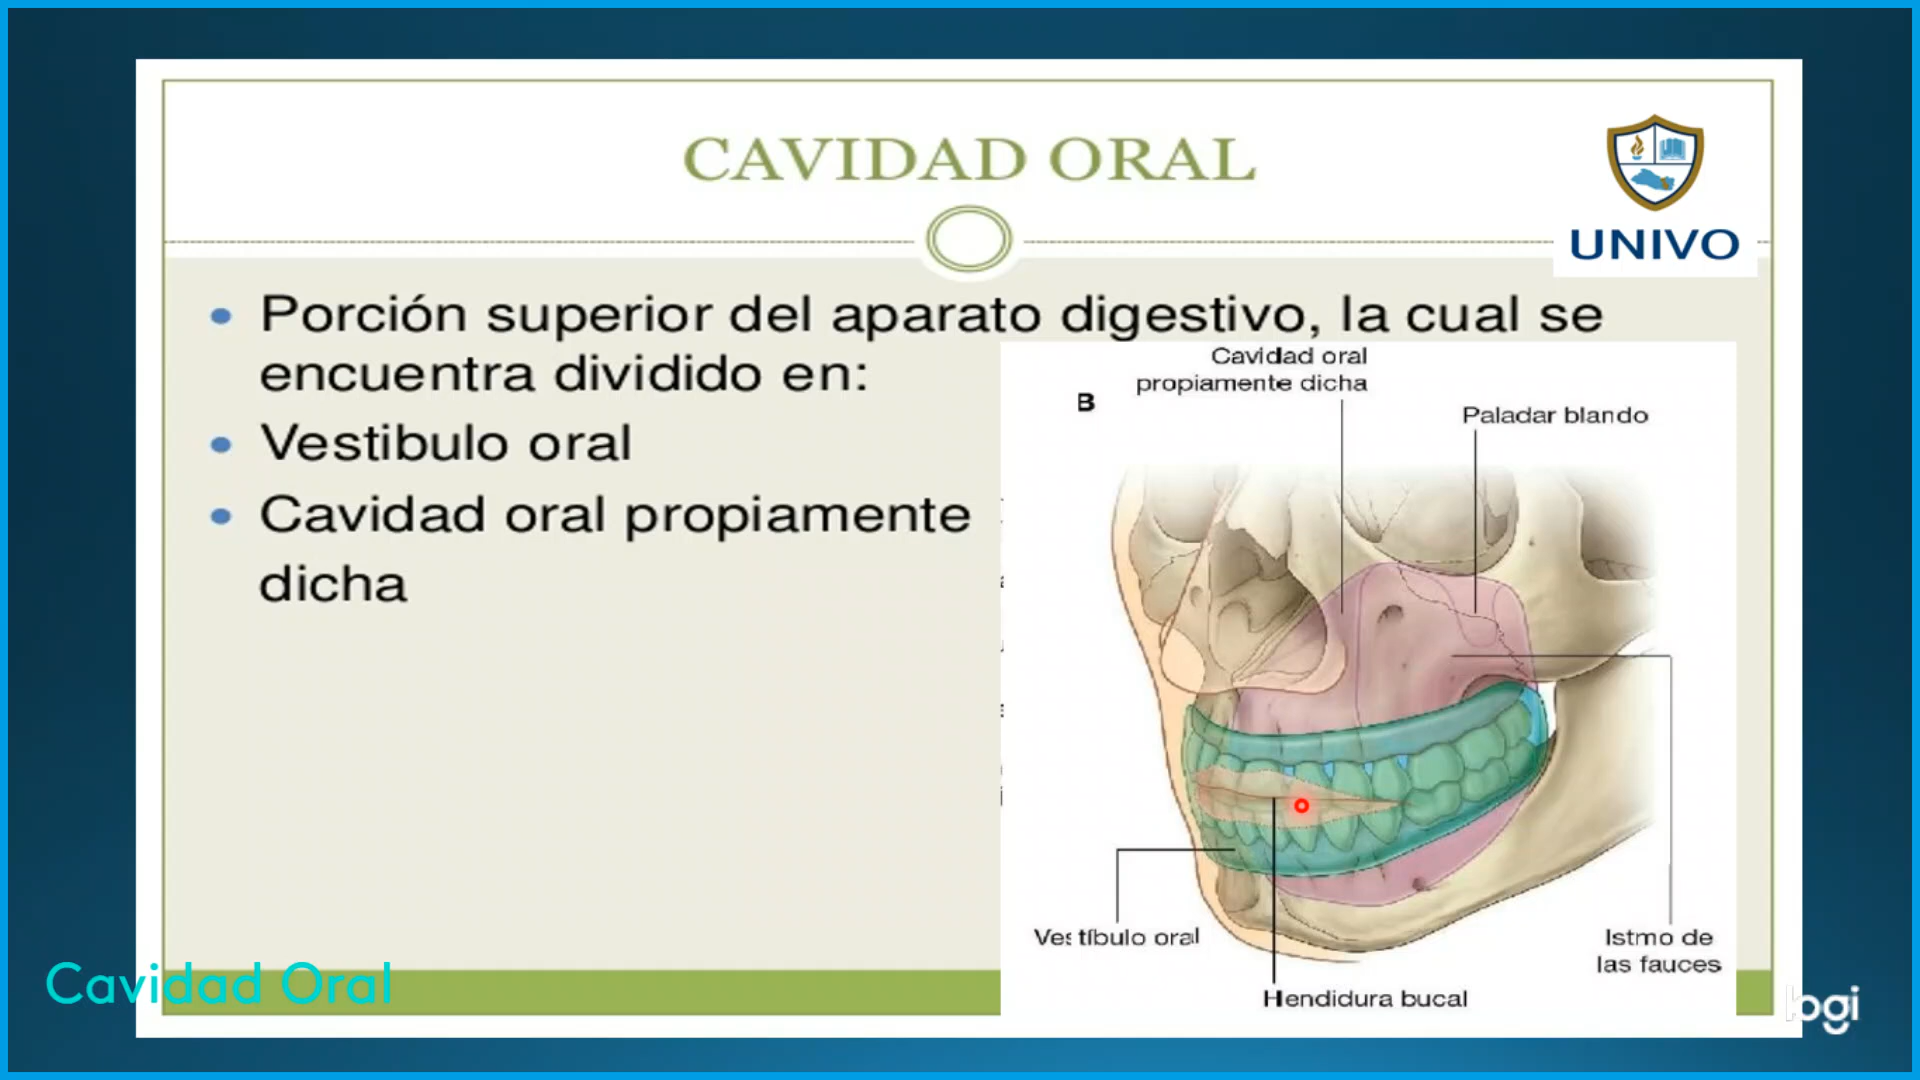 CAVIDAD ORAL
UNIVO
• Porción superior del aparato digestivo, la cual se
encuentra dividido en:
• Vestibulo oral
• Cavidad oral propiamente
dicha
B
Cavidad oral
propiamente dicha
Paladar blando
Vestíbulo oral
Hendidura bucal
Istmo de
las fauces
Cavidad Oral
logi